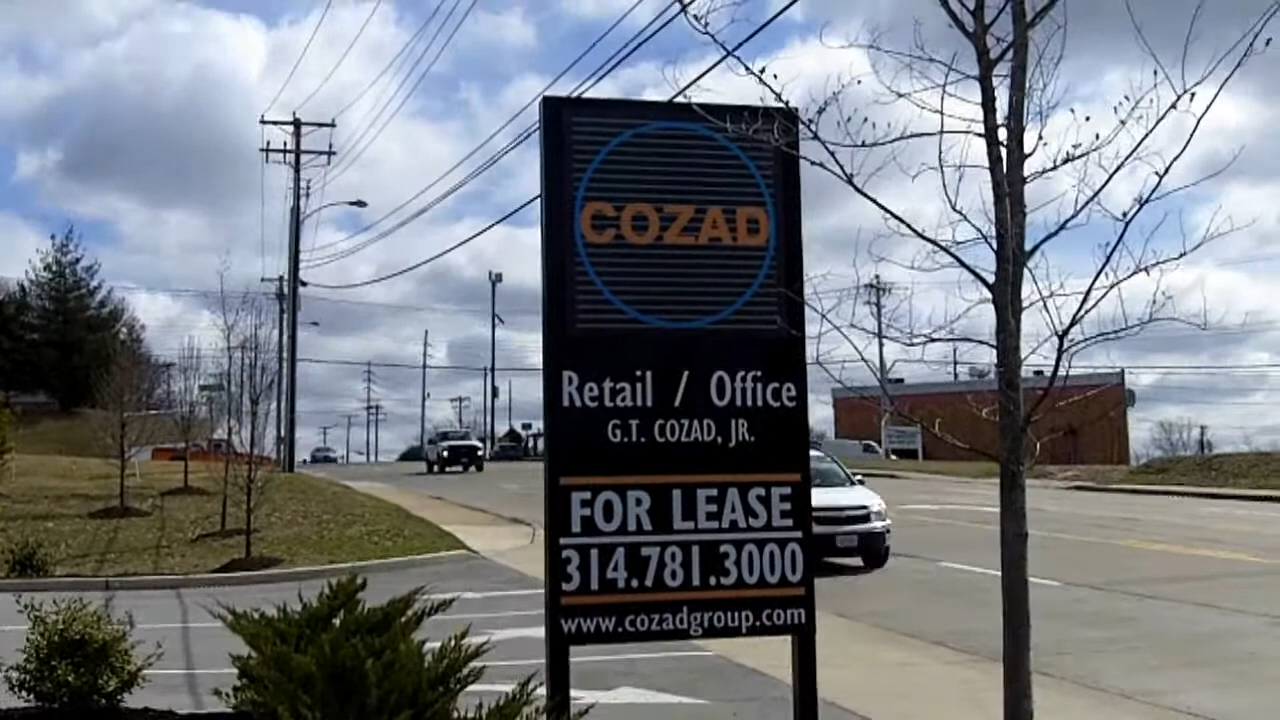 COZAD
Retail / Office
G.T. COZAD, JR.
FOR LEASE
314.781.3000
www.cozadgroup.com